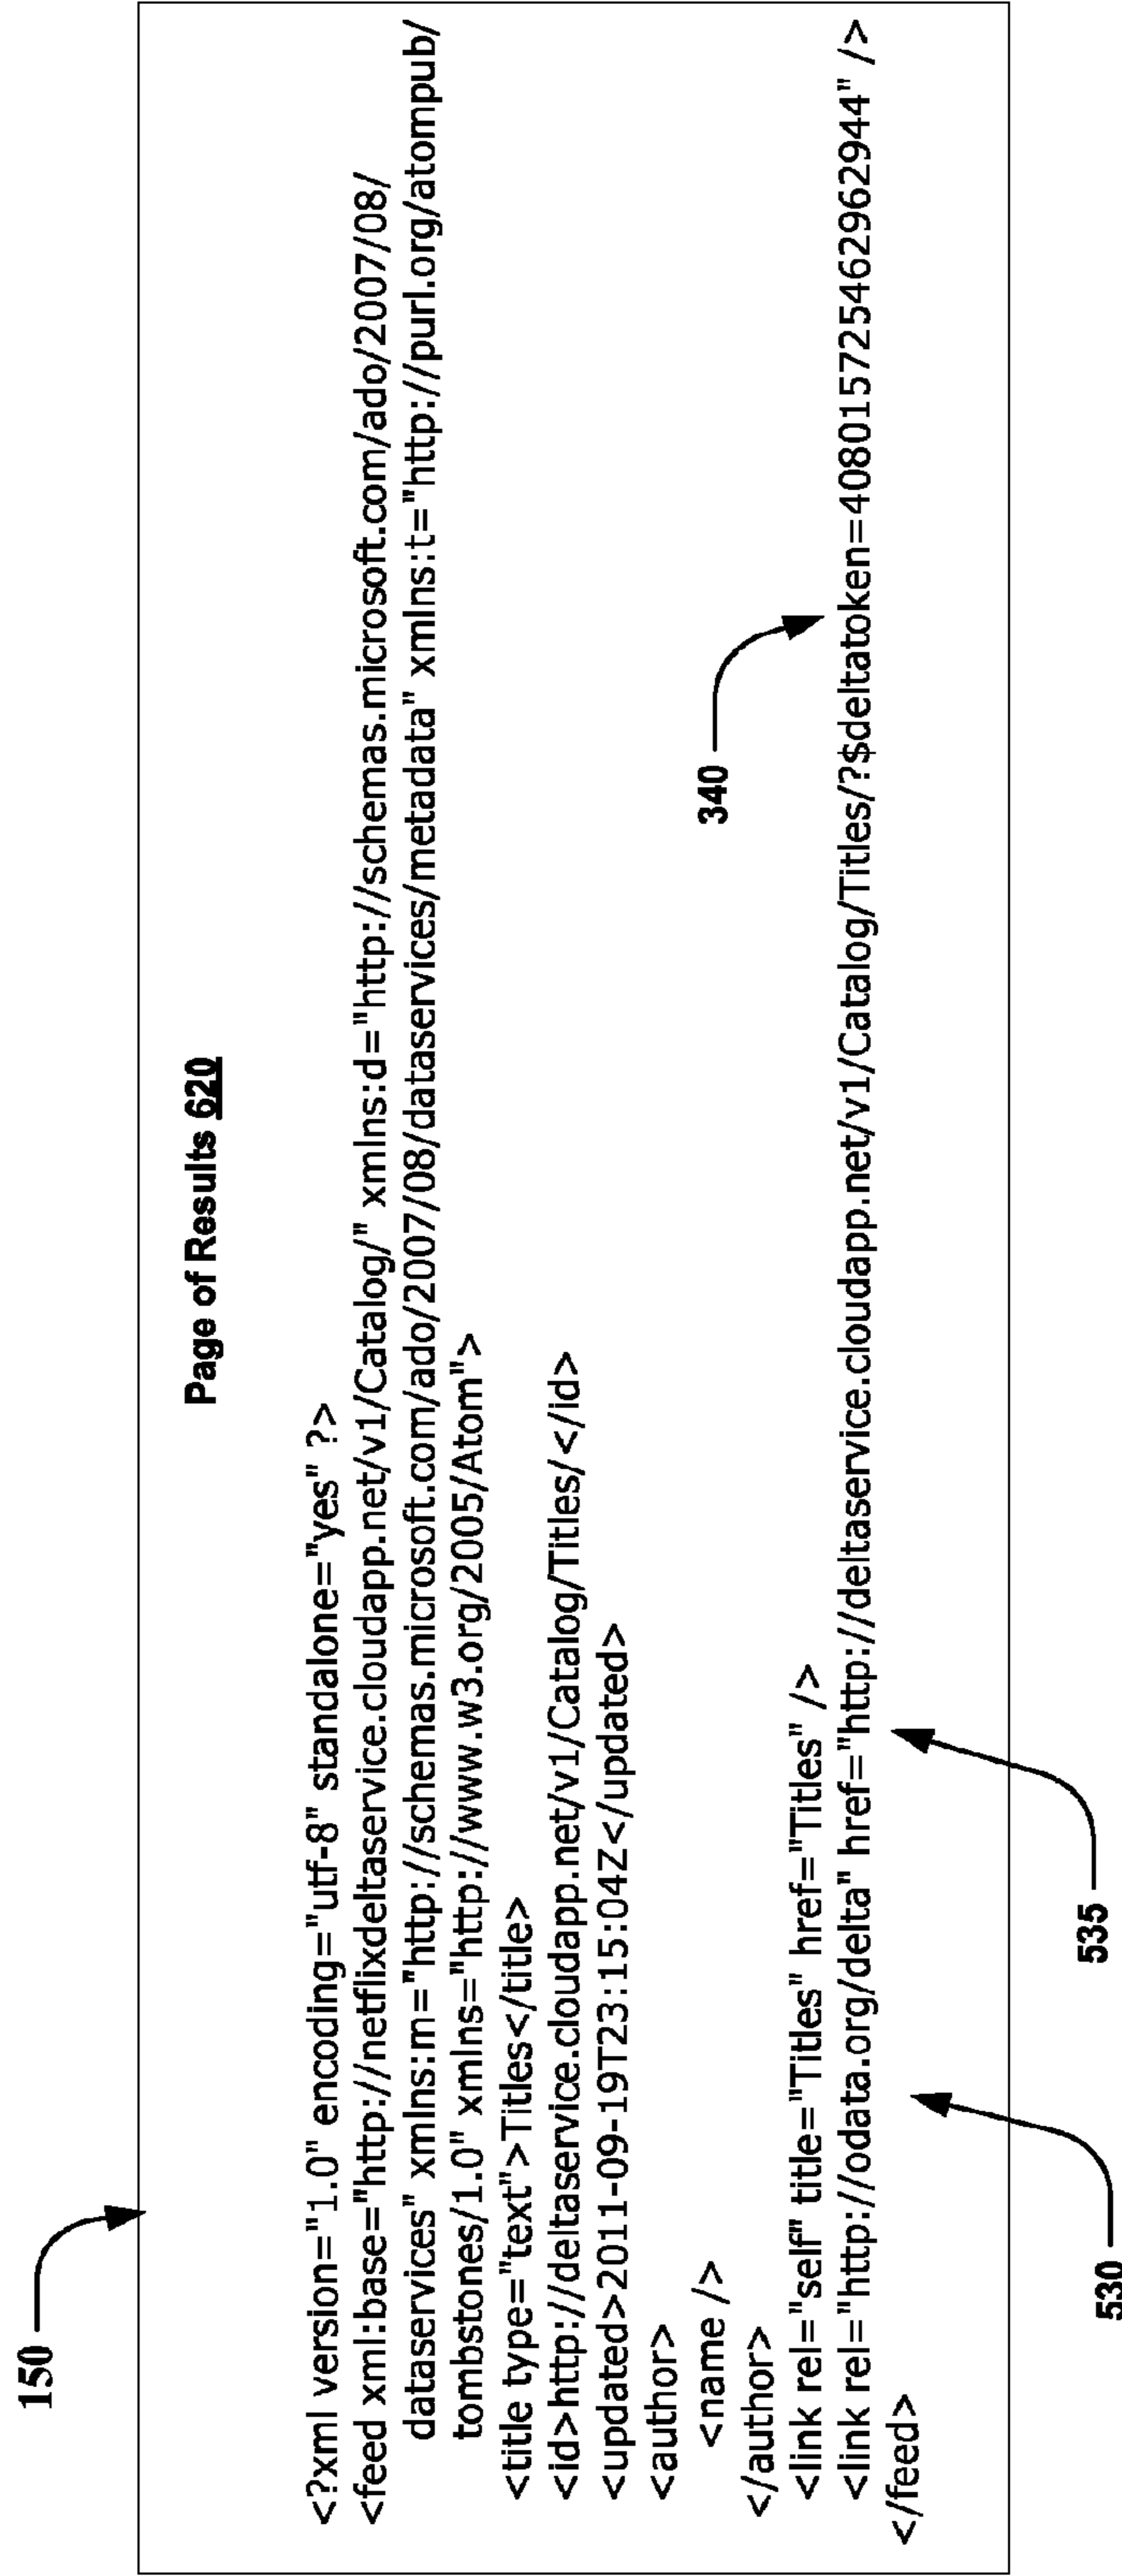 150
Page of Results 620
<?xml version="1.0" encoding="utf-8" standalone="yes" ?>
<feed xml:base="http://netflixdeltaservice.cloudapp.net/v1/Catalog/" xmlns:d="http://schemas.microsoft.com/ado/2007/08/
dataservices" xmlns:m="http://schemas.microsoft.com/ado/2007/08/dataservices/metadata" xmlns:t="http://purl.org/atompub/
tombstones/1.0" xmlns="http://www.w3.org/2005/Atom">
<title type="text">Titles</title>
<id>http://deltaservice.cloudapp.net/v1/Catalog/Titles/</id>
<updated>2011-09-19T23:15:04Z</updated>
<author>
<name />
</author>
340
<link rel="self" title="Titles" href="Titles" />
<link rel="http://odata.org/delta" href="http://deltaservice.cloudapp.net/v1/Catalog/Titles/?$deltatoken=4080157254629629​44" />
</feed>
530
535